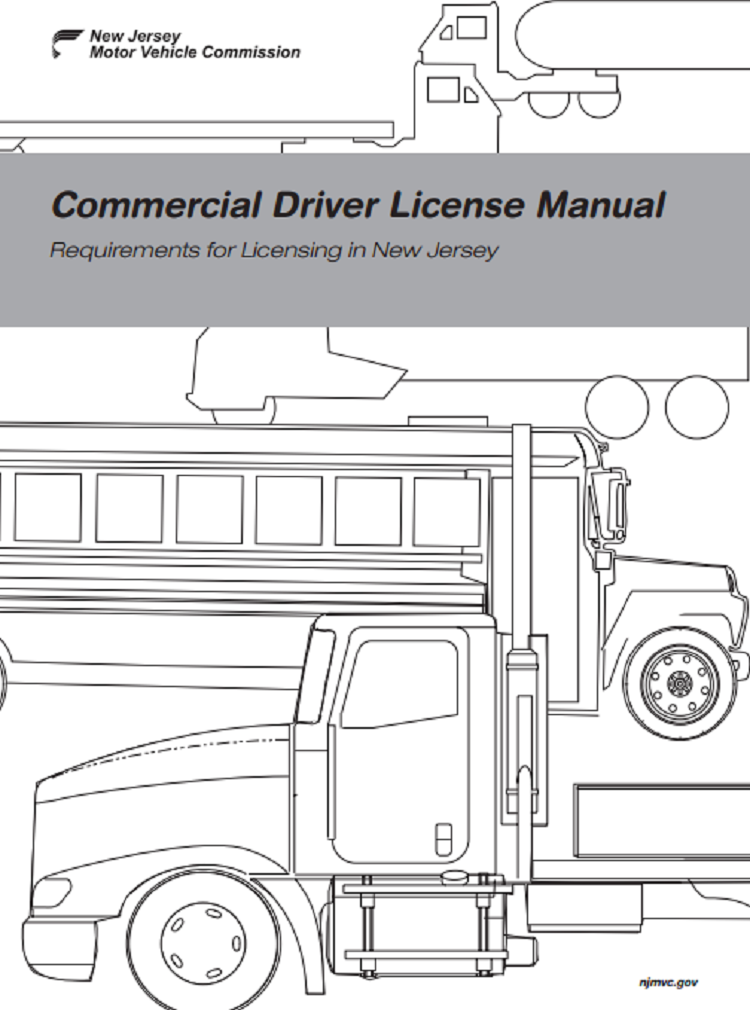 New Jersey
Motor Vehicle Commission
Commercial Driver License Manual
Requirements for Licensing in New Jersey
njmvc.gov